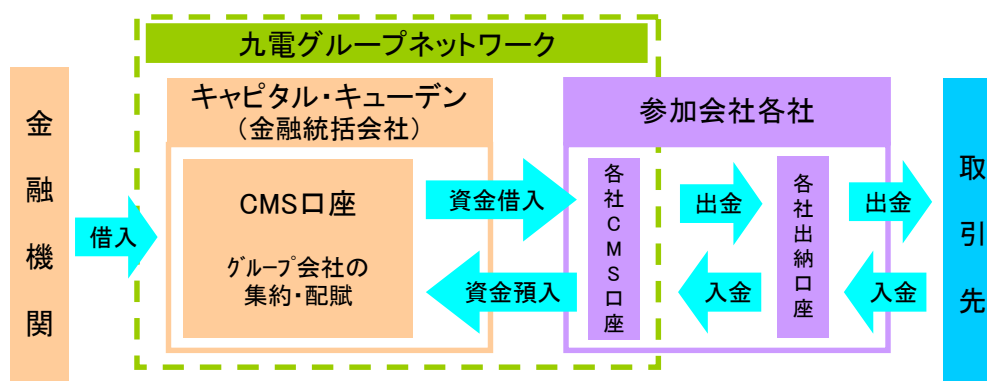 九電グループネットワーク
金融機関
借入
キャピタル・キューデン
（金融統括会社）
CMS口座
グループ会社の
集約・配賦
資金借入
資金預入
参加会社各社
各社CMS口座
出金
入金
各社出納口座
出金
入金
取引先